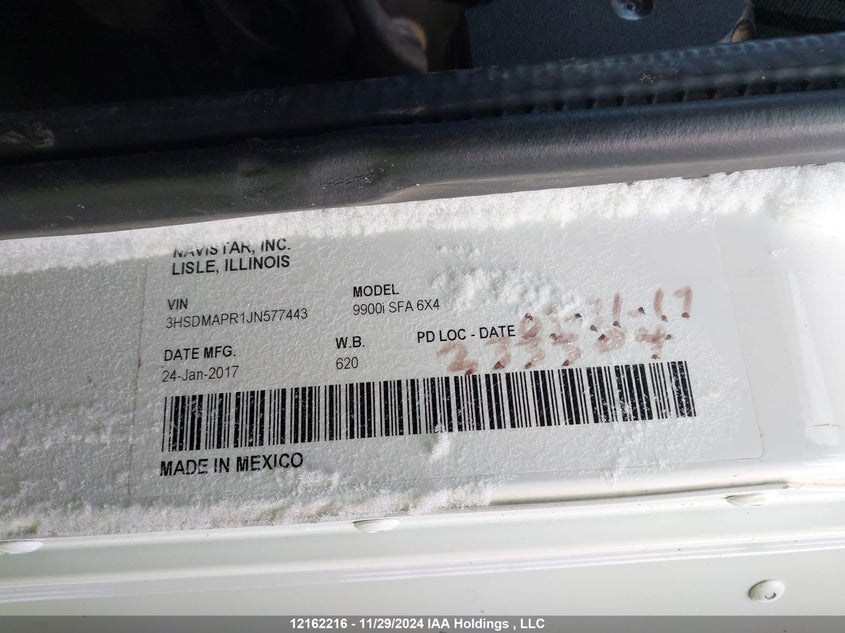 NAVISTAR, INC.
LISLE, ILLINOIS
VIN
3HSDMAPR1JN577443
MODEL
9900i SFA 6X4
DATE MFG.
24-Jan-2017
W.B.
620
PD LOC - DATE
MADE IN MEXICO
12162216 - 11/29/2024 IAA Holdings , LLC